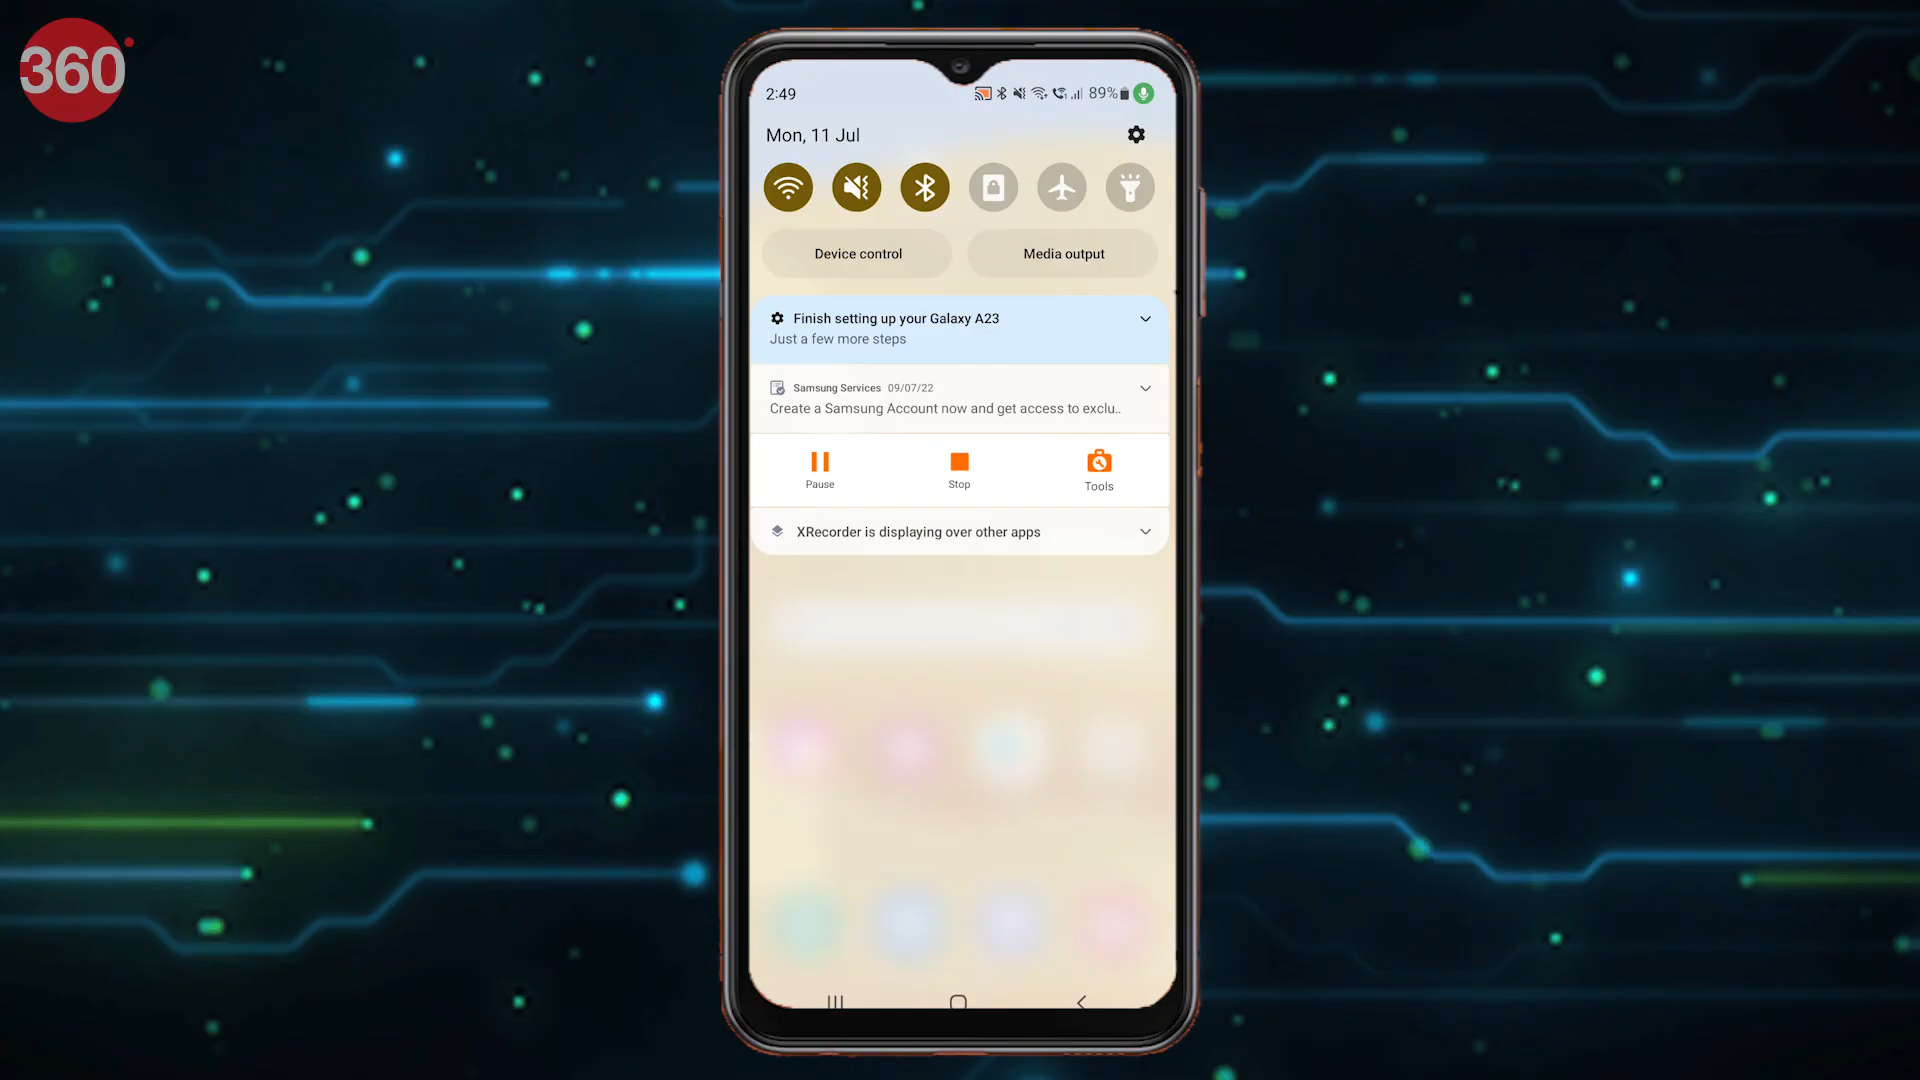 360
2:49
89%
Mon, 11 Jul
Device control
Media output
Finish setting up your Galaxy A23
Just a few more steps
Samsung Services 09/07/22
Create a Samsung Account now and get access to exclu..
Pause
Stop
Tools
XRecorder is displaying over other apps